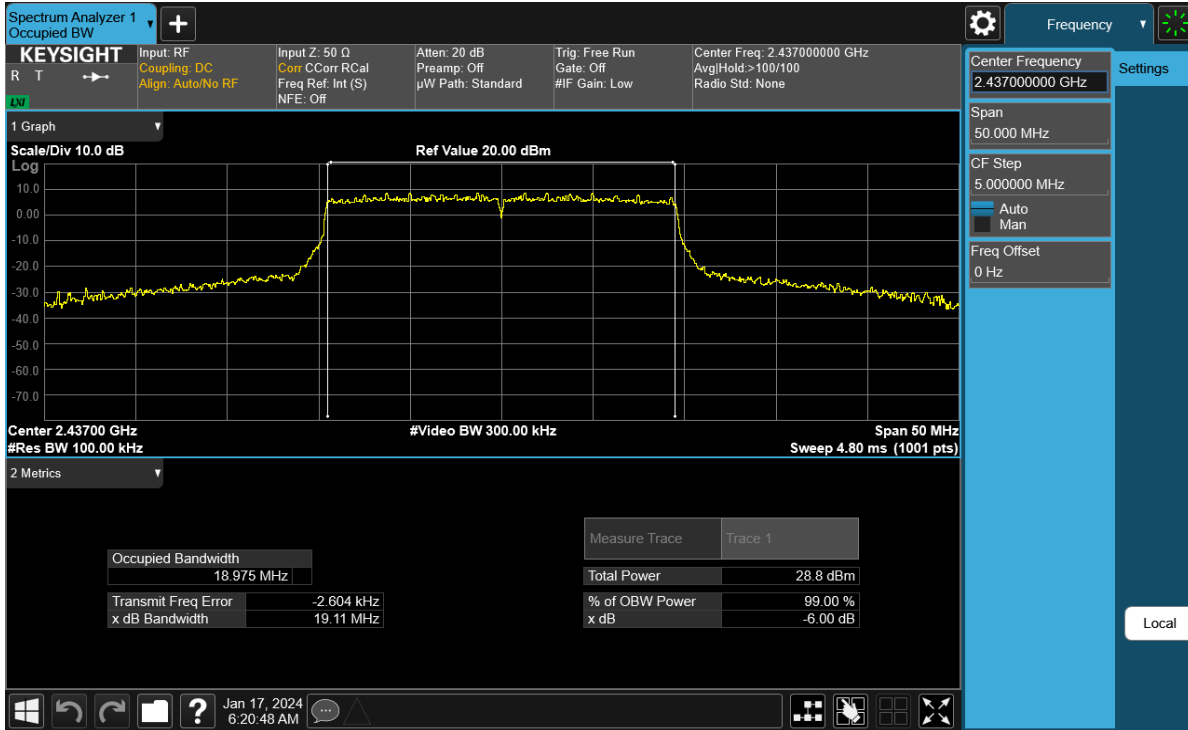 Spectrum Analyzer 1
Occupied BW
Frequency
KEYSIGHT
R T
LXI
Input: RF
Coupling: DC
Align: Auto/No RF
Input Z: 50 Ω
Corr CCorr RCal
Freq Ref: Int (S)
NFE: Off
Atten: 20 dB
Preamp: Off
µW Path: Standard
Trig: Free Run
Gate: Off
#IF Gain: Low
Center Freq: 2.437000000 GHz
Avg|Hold:>100/100
Radio Std: None
Center Frequency
2.437000000 GHz
Settings
Span
50.000 MHz
CF Step
5.000000 MHz
Auto
Man
Freq Offset
0 Hz
1 Graph
Scale/Div 10.0 dB
Ref Value 20.00 dBm
Log
10.0
0.00
-10.0
-20.0
-30.0
-40.0
-50.0
-60.0
-70.0
Center 2.43700 GHz
#Video BW 300.00 kHz
Span 50 MHz
#Res BW 100.00 kHz
Sweep 4.80 ms (1001 pts)
2 Metrics
Measure Trace Trace 1
Occupied Bandwidth
18.975 MHz
Total Power 28.8 dBm
Transmit Freq Error -2.604 kHz
% of OBW Power 99.00 %
x dB Bandwidth 19.11 MHz
x dB -6.00 dB
Local
?
Jan 17, 2024
6:20:48 AM